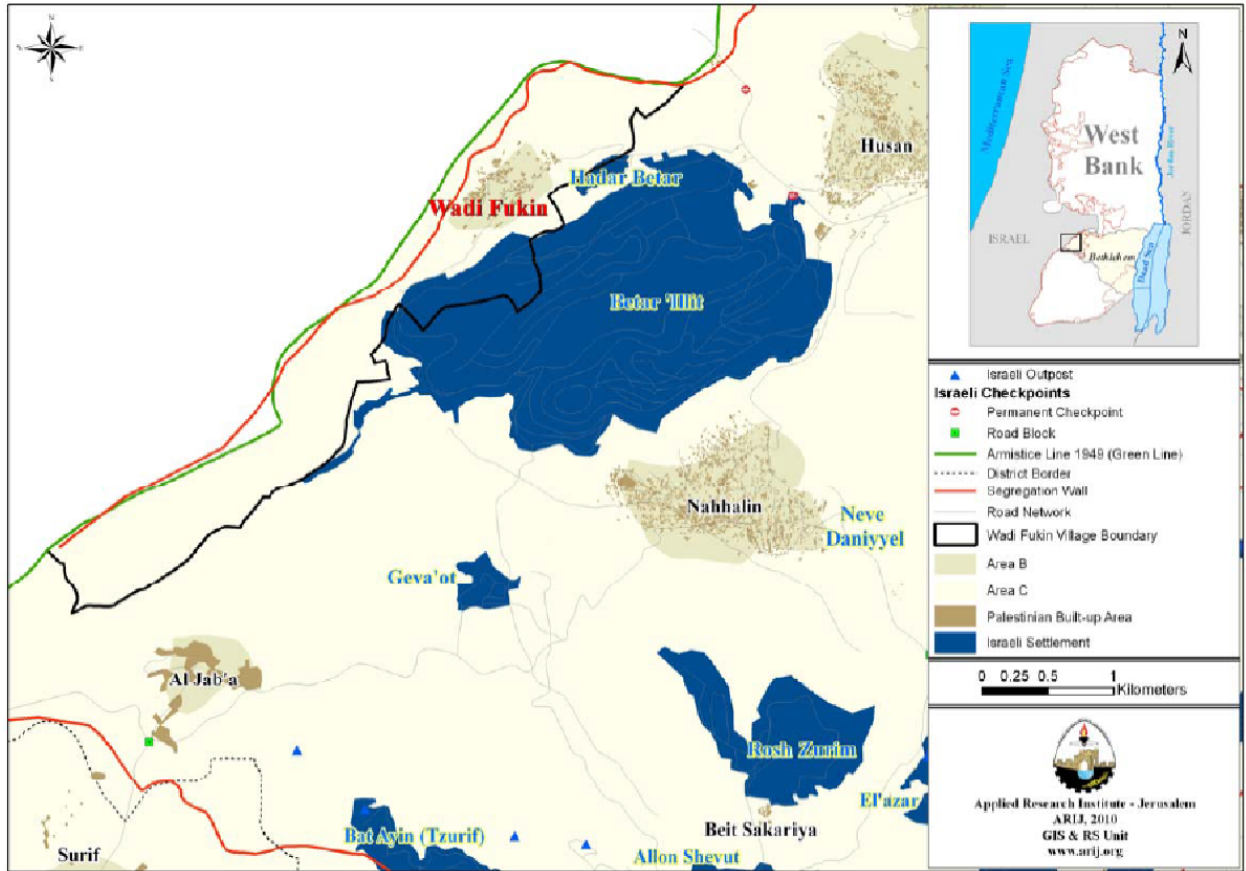 Husan
Hadar Betar
Wadi Fukin
Betar 'Illit
Nahhalin
Neve
Daniyyel
Geva'ot
Al Jab'a
Rosh Zurim
El'azar
Beit Sakariya
Bat Ayin (Tzurif)
Allon Shevut
Surif
N
Mediterranean Sea
West
Bank
Jordan River
JORDAN
ISRAEL
Bethlehem
Dead Sea
Israeli Outpost
Israeli Checkpoints
Permanent Checkpoint
Road Block
Armistice Line 1949 (Green Line)
District Border
Segregation Wall
Road Network
Wadi Fukin Village Boundary
Area B
Area C
Palestinian Built-up Area
Israeli Settlement
0 0.25 0.5 1
Kilometers
Applied Research Institute - Jerusalem
ARIJ, 2010
GIS & RS Unit
www.arij.org